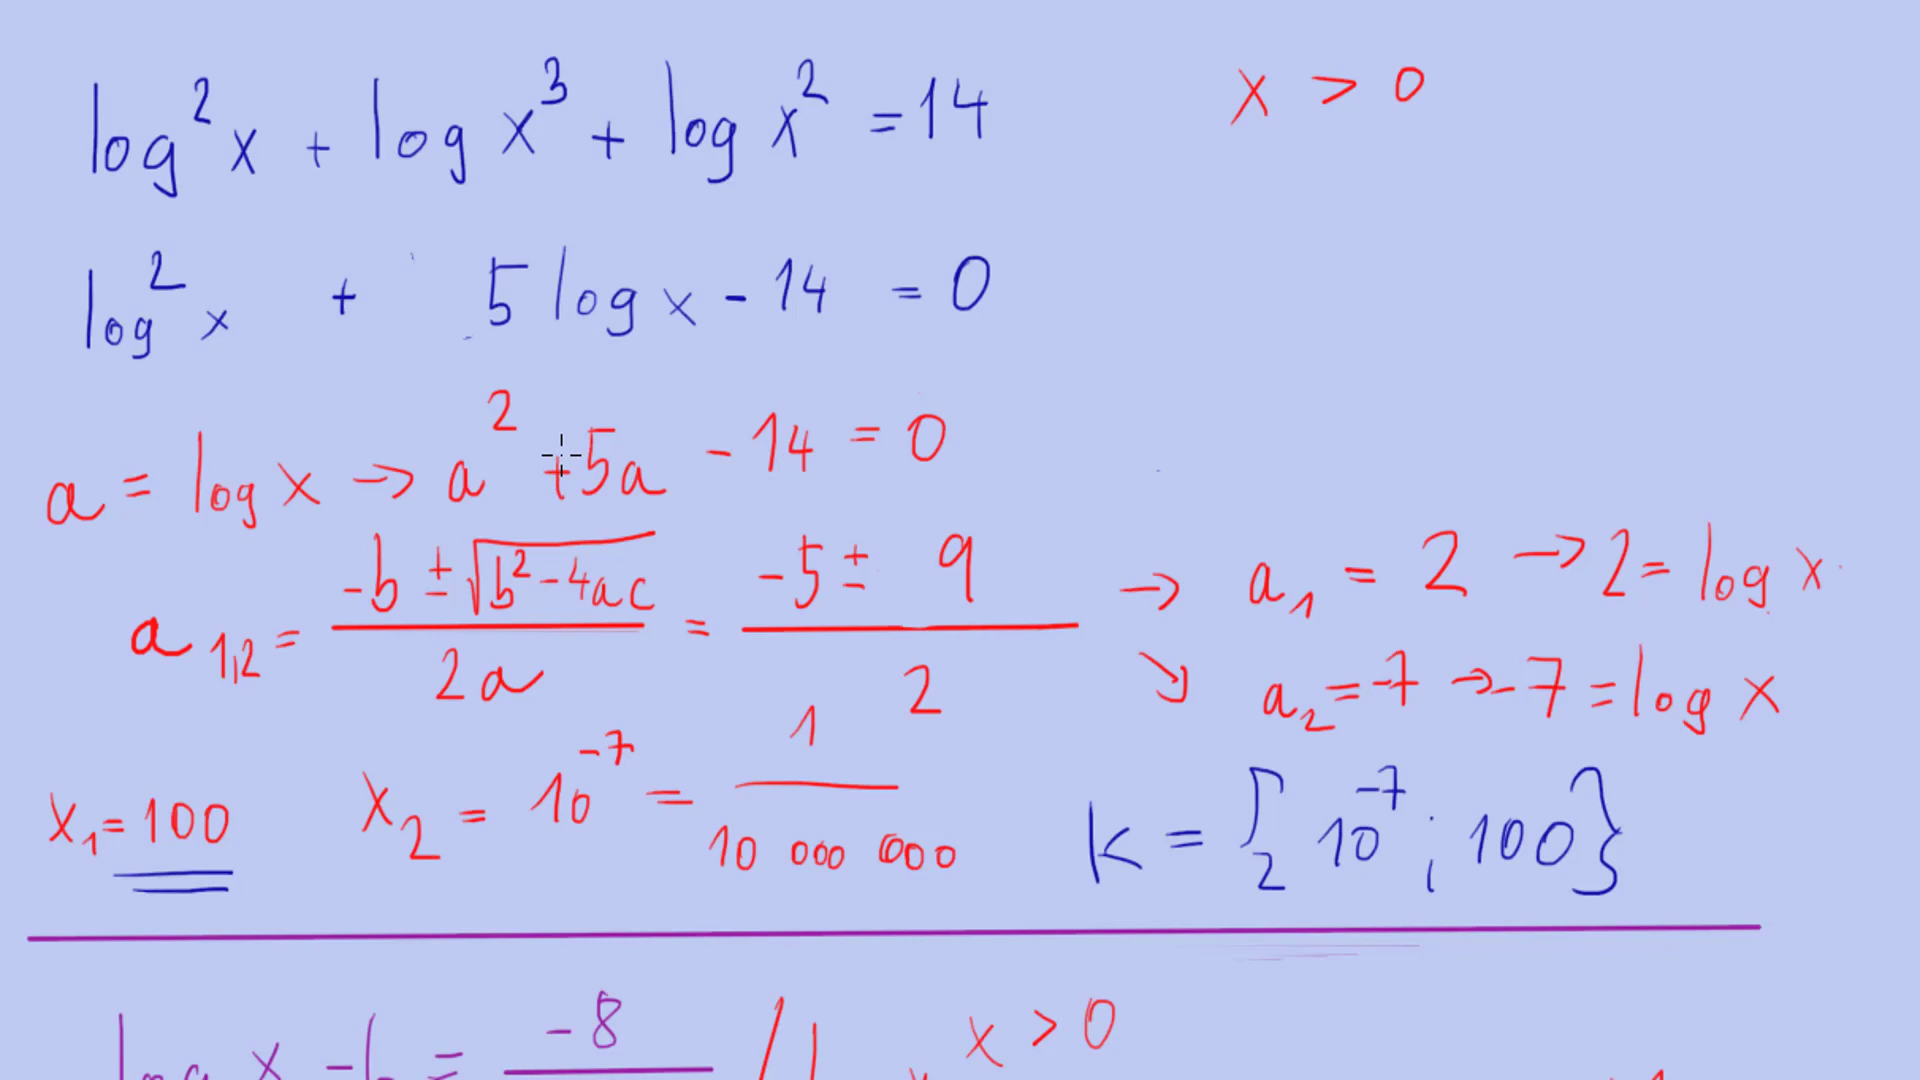 log² x + log x³ + log x² = 14 x > 0
log² x + 5 log x - 14 = 0
a = log x → a² + 5a - 14 = 0
a₁,₂ = (-b ± √(b² - 4ac)) / 2a = (-5 ± 9) / 2 → a₁ = 2 → 2 = log x
↘ a₂ = -7 → -7 = log x
x₁ = 100 x₂ = 10⁻⁷ = 1 / 10 000 000 K = {10⁻⁷ ; 100}
-8 x > 0